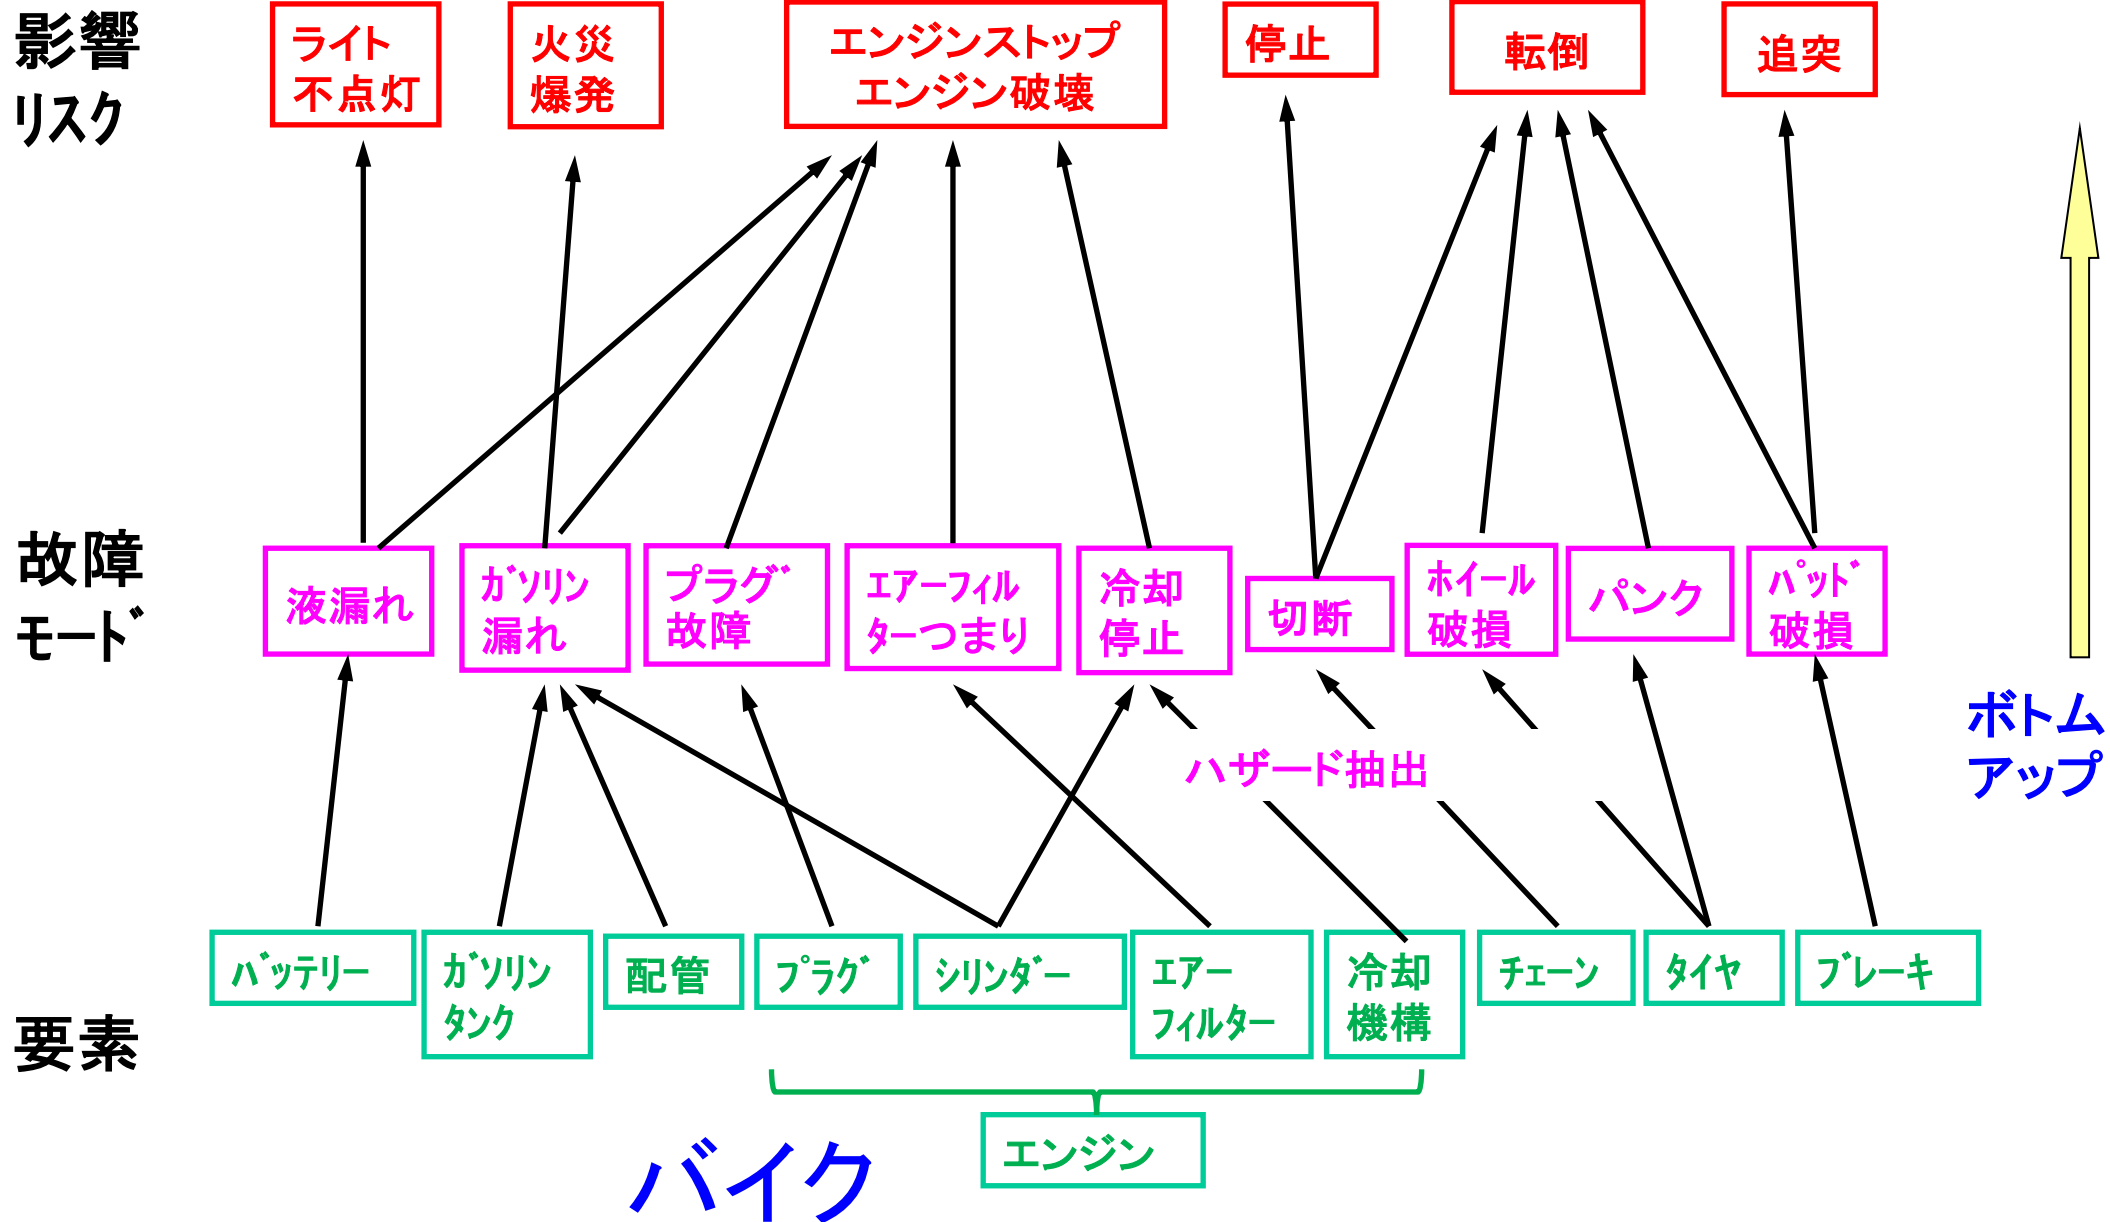 影響
リスク
ライト
不点灯
火災
爆発
エンジンストップ
エンジン破壊
停止
転倒
追突
故障
ﾓｰﾄﾞ
液漏れ
ｶﾞｿﾘﾝ
漏れ
プラグﾞ
故障
ｴｱｰﾌｨﾙ
ﾀｰつまり
冷却
停止
切断
ﾎｲｰﾙ
破損
パンク
ﾊﾟｯﾄﾞ
破損
ハザード抽出
ボトム
アップ
要素
ﾊﾞｯﾃﾘｰ
ｶﾞｿﾘﾝ
ﾀﾝｸ
配管
ﾌﾟﾗｸﾞ
ｼﾘﾝﾀﾞｰ
ｴｱｰ
ﾌｨﾙﾀｰ
冷却
機構
ﾁｪｰﾝ
ﾀｲﾔ
ﾌﾞﾚｰｷ
エンジン
バイク